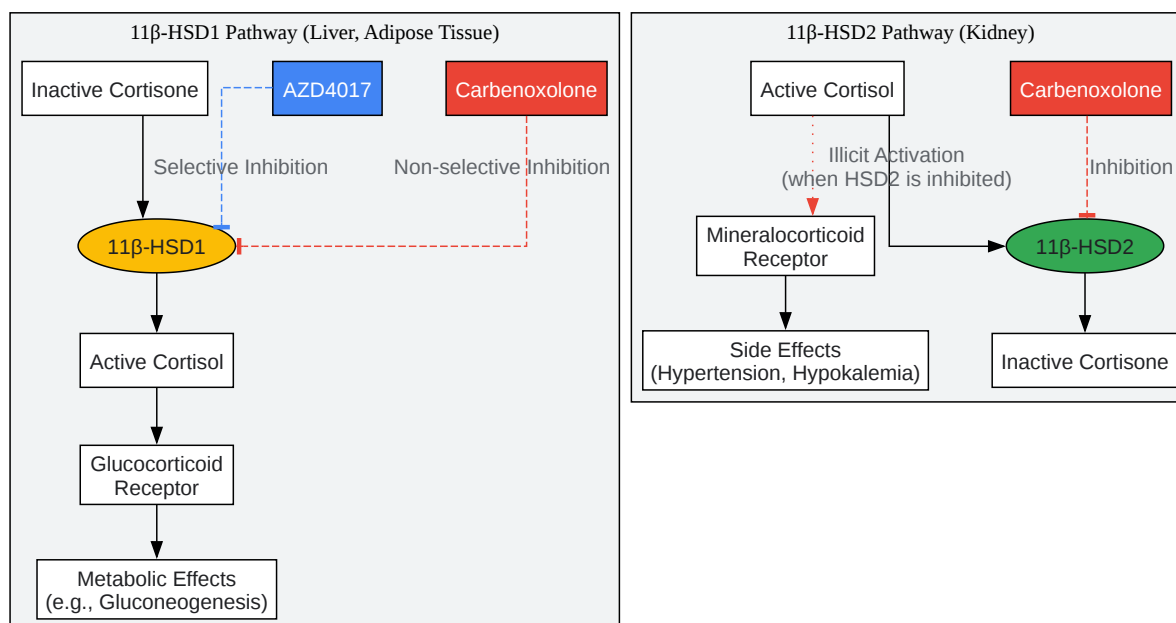 11β-HSD1 Pathway (Liver, Adipose Tissue)
Inactive Cortisone
AZD4017
Carbenoxolone
Selective Inhibition
Non-selective Inhibition
11β-HSD1
Active Cortisol
Glucocorticoid
Receptor
Metabolic Effects
(e.g., Gluconeogenesis)
11β-HSD2 Pathway (Kidney)
Active Cortisol
Carbenoxolone
Illicit Activation
(when HSD2 is inhibited)
Inhibition
Mineralocorticoid
Receptor
11β-HSD2
Side Effects
(Hypertension, Hypokalemia)
Inactive Cortisone